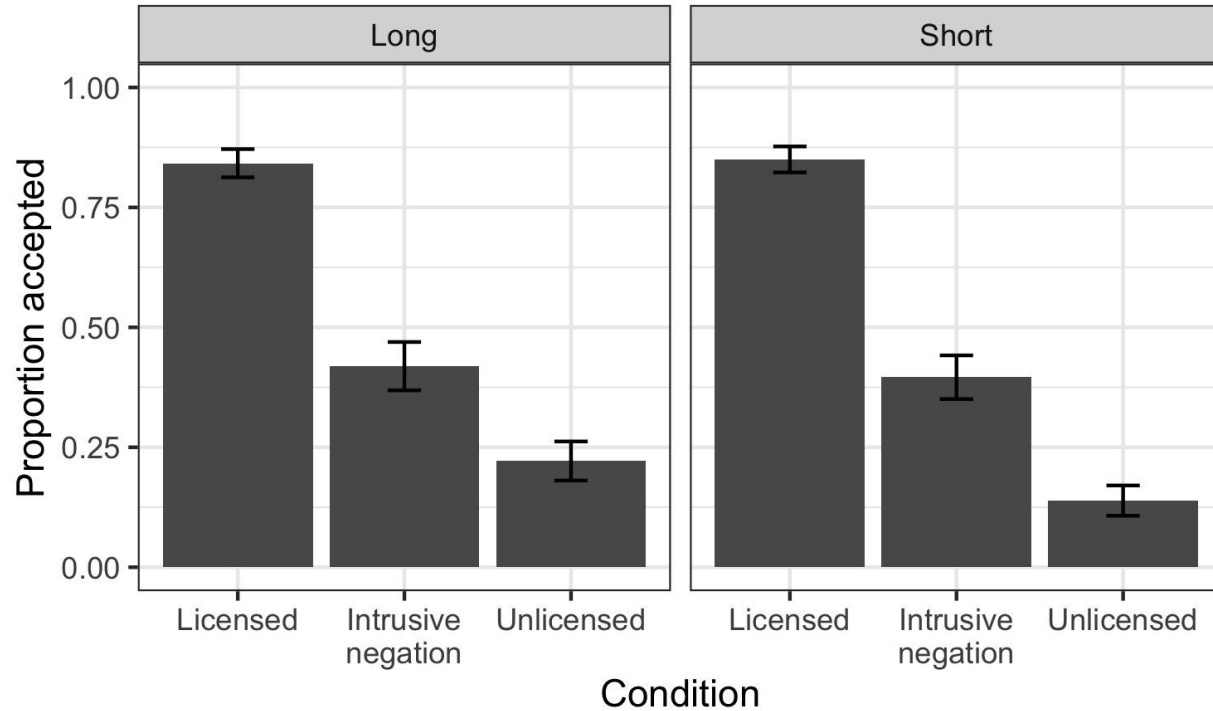 Long
Short
Proportion accepted
1.00
0.75
0.50
0.25
0.00
Licensed
Intrusive
negation
Unlicensed
Licensed
Intrusive
negation
Unlicensed
Condition